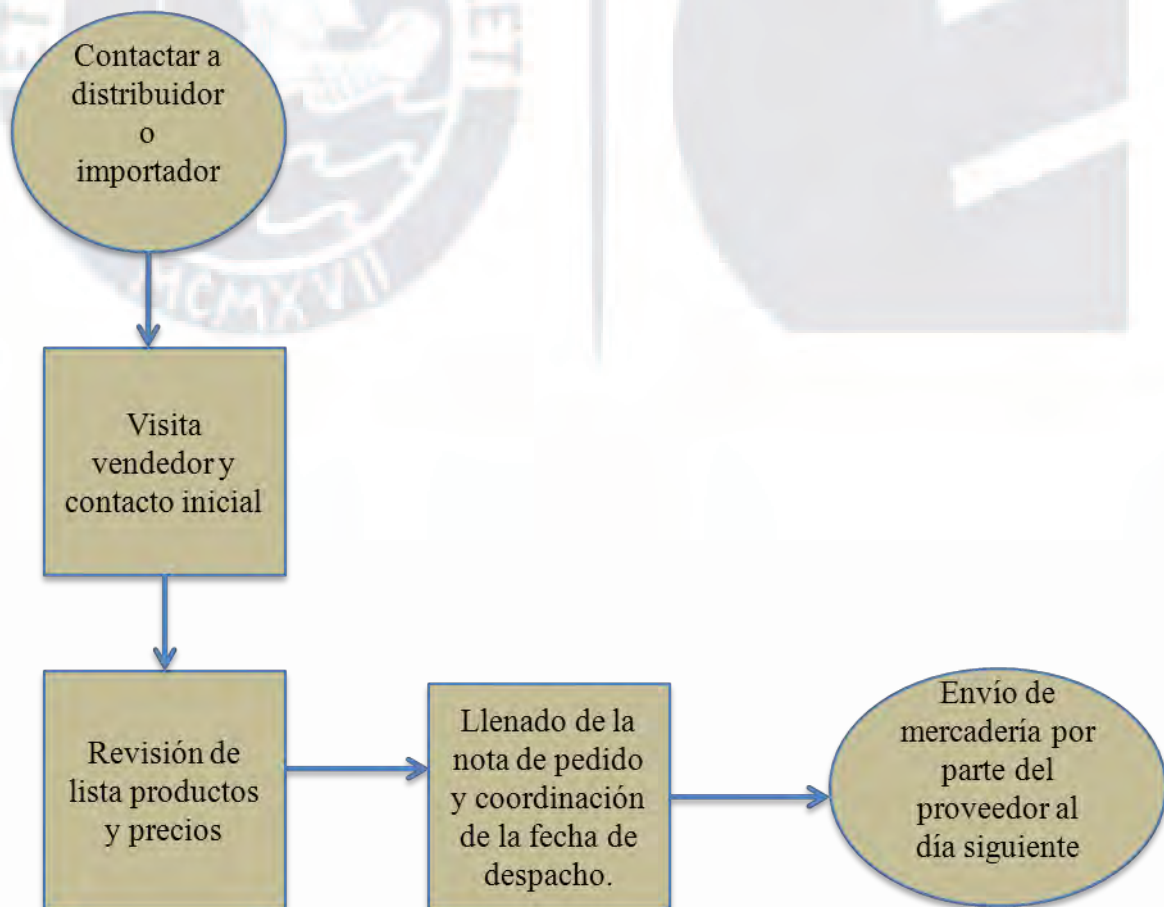 Contactar a
distribuidor
o
importador
MCMXVII
Visita
vendedor y
contacto inicial
Revisión de
lista productos
y precios
Llenado de la
nota de pedido
y coordinación
de la fecha de
despacho.
Envío de
mercadería por
parte del
proveedor al
día siguiente